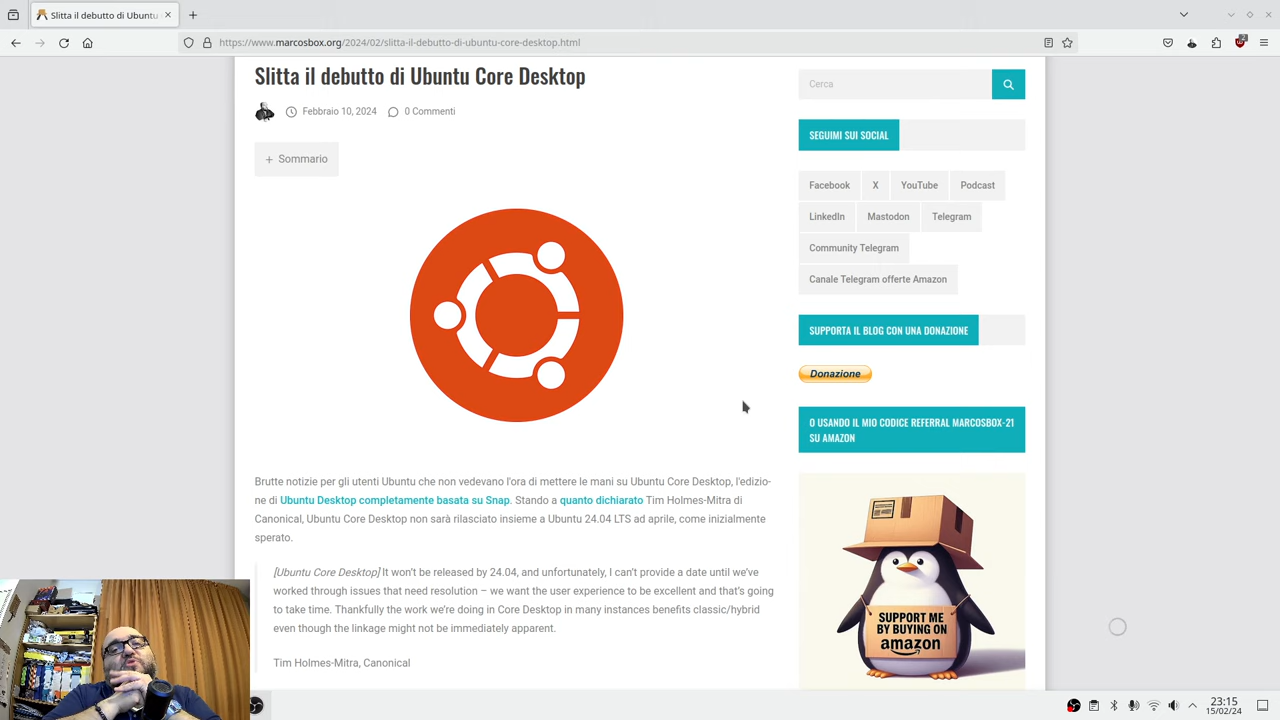 Slitta il debutto di Ubuntu
https://www.marcosbox.org/2024/02/slitta-il-debutto-di-ubuntu-core-desktop.html
Slitta il debutto di Ubuntu Core Desktop
Febbraio 10, 2024
0 Commenti
+ Sommario
Brutte notizie per gli utenti Ubuntu che non vedevano l'ora di mettere le mani su Ubuntu Core Desktop, l'edizio-
ne di Ubuntu Desktop completamente basata su Snap. Stando a quanto dichiarato Tim Holmes-Mitra di
Canonical, Ubuntu Core Desktop non sarà rilasciato insieme a Ubuntu 24.04 LTS ad aprile, come inizialmente
sperato.
[Ubuntu Core Desktop] It won't be released by 24.04, and unfortunately, I can't provide a date until we've
worked through issues that need resolution – we want the user experience to be excellent and that's going
to take time. Thankfully the work we're doing in Core Desktop in many instances benefits classic/hybrid
even though the linkage might not be immediately apparent.
Tim Holmes-Mitra, Canonical
Cerca
SEGUIMI SUI SOCIAL
Facebook
X
YouTube
Podcast
LinkedIn
Mastodon
Telegram
Community Telegram
Canale Telegram offerte Amazon
SUPPORTA IL BLOG CON UNA DONAZIONE
Donazione
O USANDO IL MIO CODICE REFERRAL MARCOSBOX-21
SU AMAZON
SUPPORT ME
BY BUYING ON
amazon
23:15
15/02/24